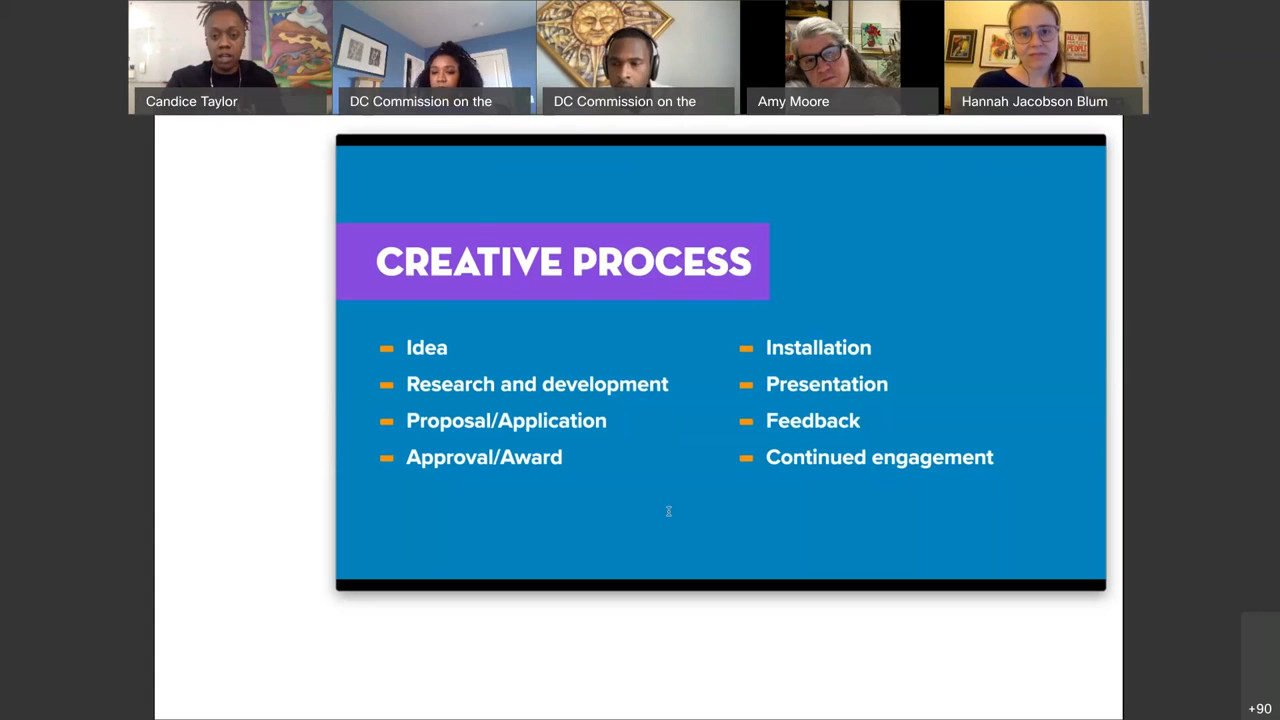 Candice Taylor
DC Commission on the
DC Commission on the
Amy Moore
Hannah Jacobson Blum
CREATIVE PROCESS
Idea
Research and development
Proposal/Application
Approval/Award
Installation
Presentation
Feedback
Continued engagement
+90